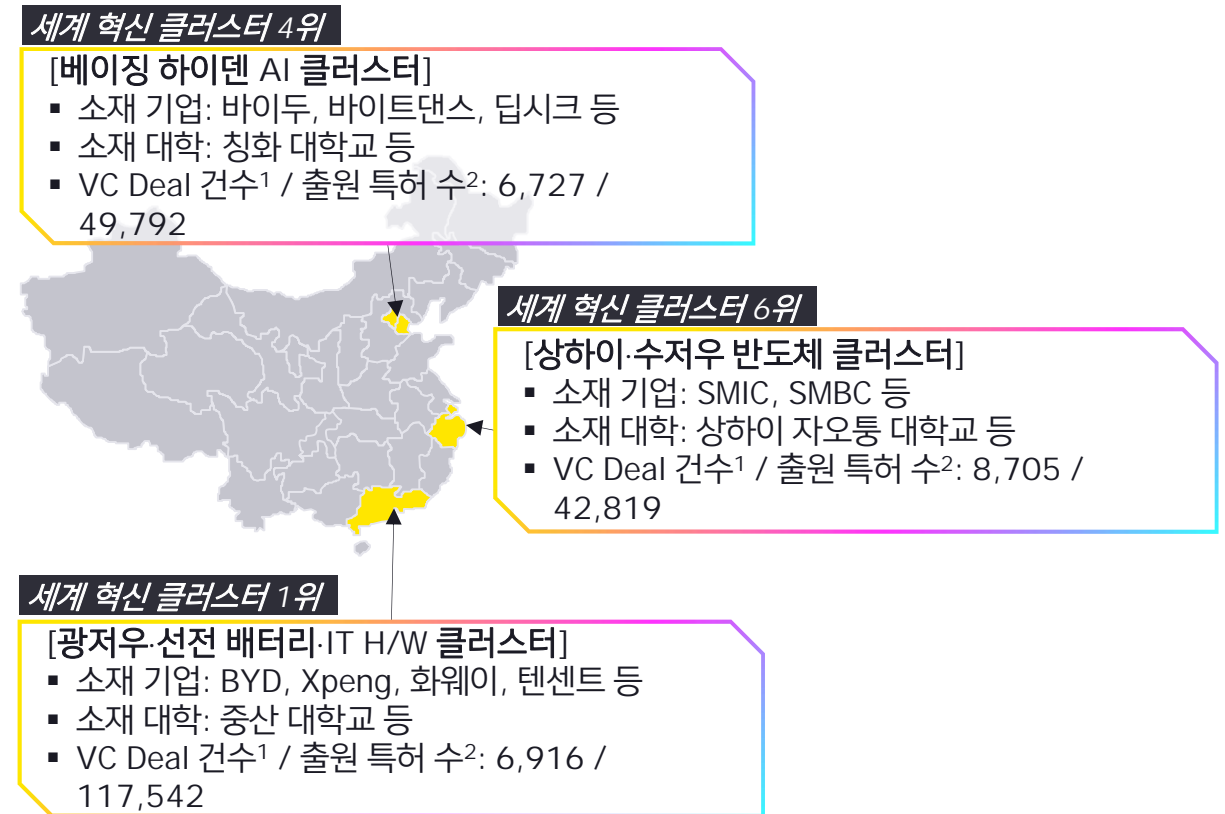 세계 혁신 클러스터 4위
[베이징 하이덴 AI 클러스터]
▪ 소재 기업: 바이두, 바이트댄스, 딥시크 등
▪ 소재 대학: 칭화 대학교 등
▪ VC Deal 건수¹ / 출원 특허 수²: 6,727 /
49,792
세계 혁신 클러스터 6위
[상하이·수저우 반도체 클러스터]
▪ 소재 기업: SMIC, SMBC 등
▪ 소재 대학: 상하이 자오퉁 대학교 등
▪ VC Deal 건수¹ / 출원 특허 수²: 8,705 /
42,819
세계 혁신 클러스터 1위
[광저우·선전 배터리·IT H/W 클러스터]
▪ 소재 기업: BYD, Xpeng, 화웨이, 텐센트 등
▪ 소재 대학: 중산 대학교 등
▪ VC Deal 건수¹ / 출원 특허 수²: 6,916 /
117,542